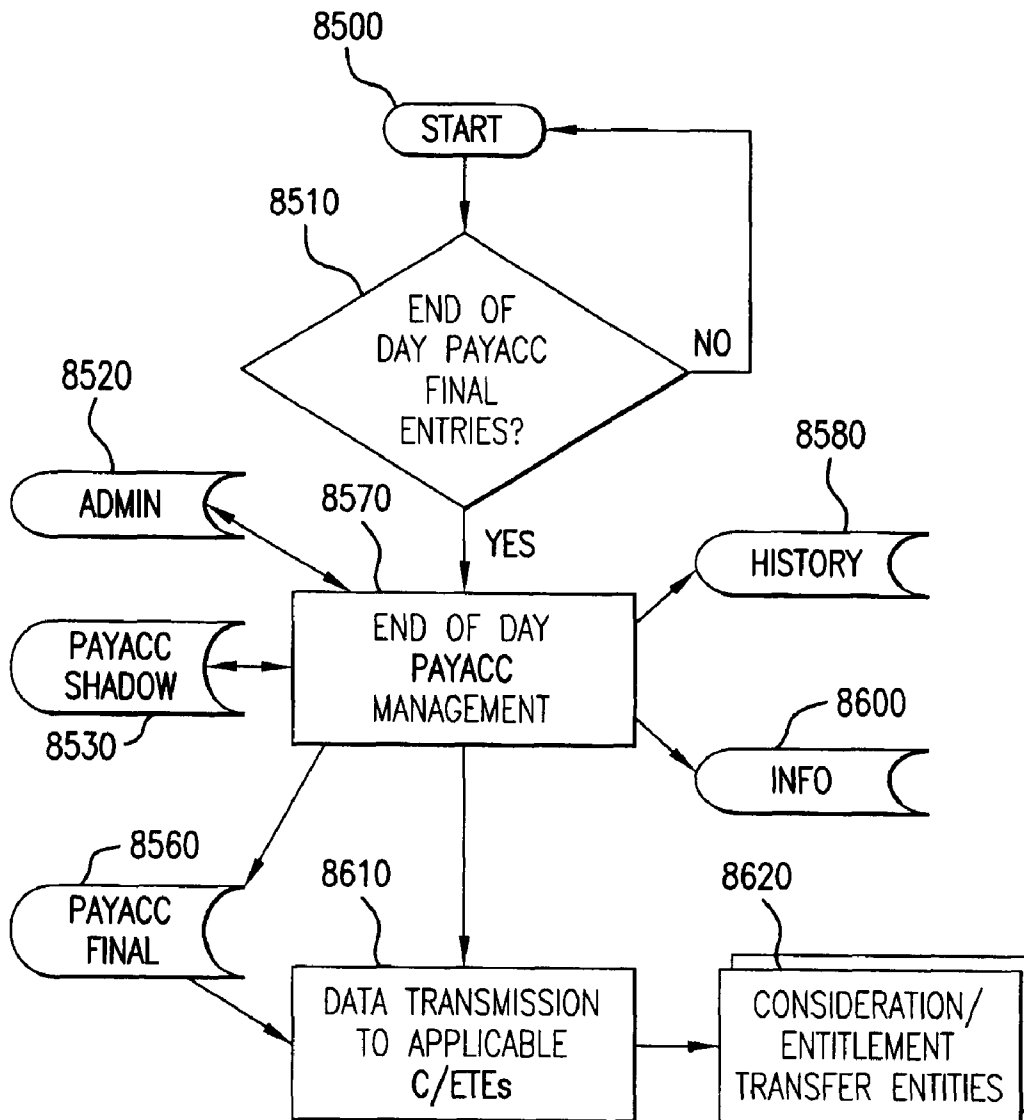 8500
START
8510
END OF
DAY PAYACC
FINAL
ENTRIES?
NO
8520
ADMIN
8570
YES
8580
HISTORY
PAYACC
SHADOW
8530
END OF DAY
PAYACC
MANAGEMENT
8600
INFO
8560
PAYACC
FINAL
8610
DATA TRANSMISSION
TO APPLICABLE
C/ETEs
8620
CONSIDERATION/
ENTITLEMENT
TRANSFER ENTITIES